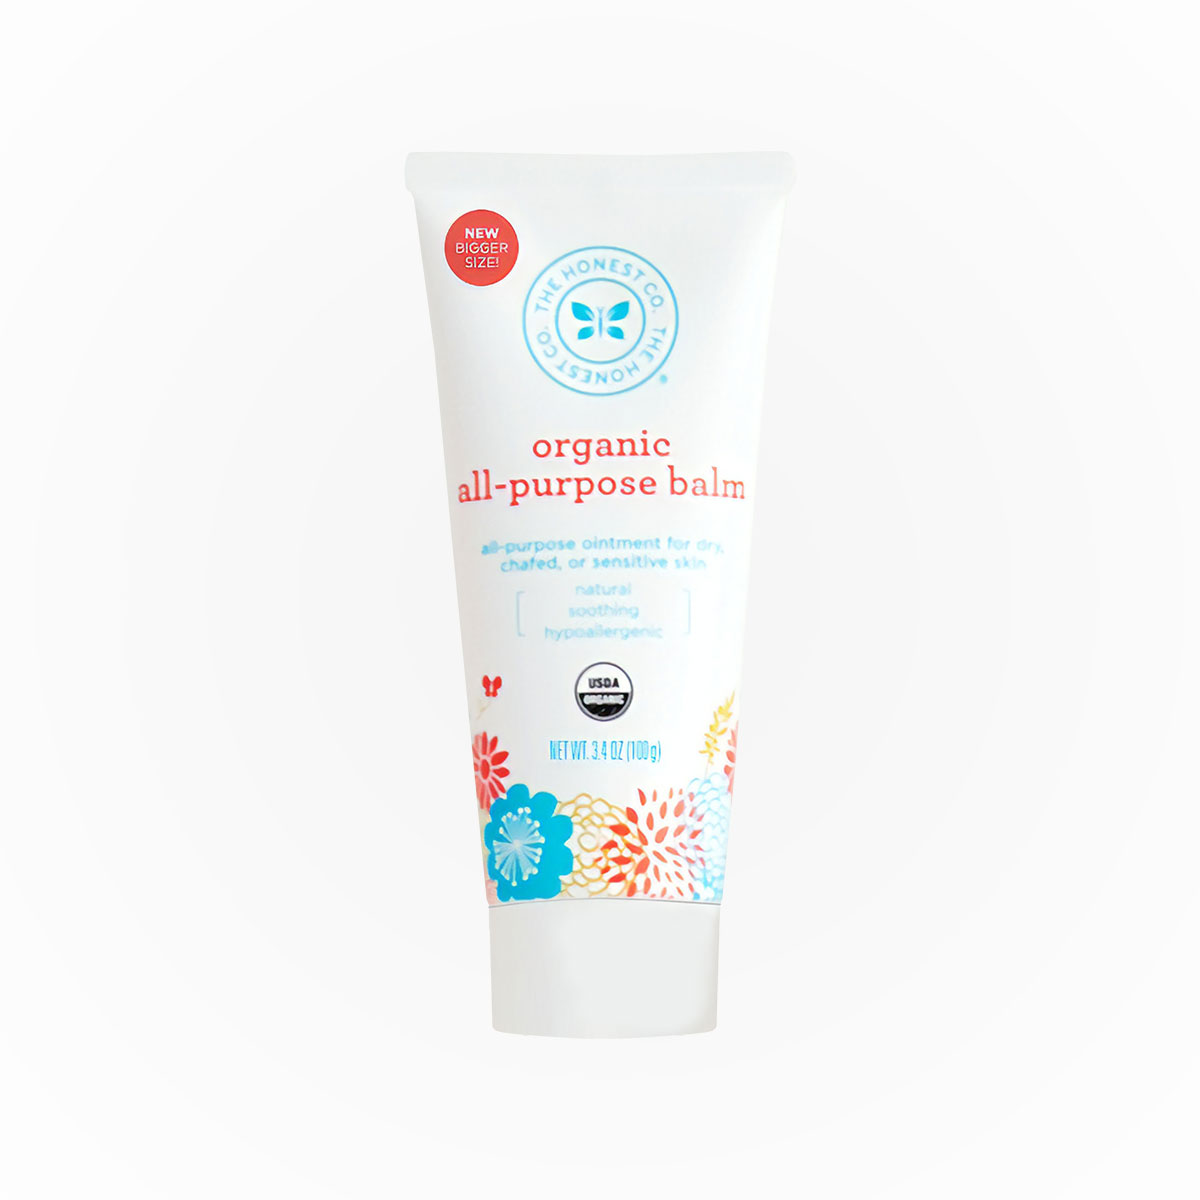 NEW
BIGGER
SIZE!
THE HONEST CO. THE HONEST CO.
®
organic
all-purpose balm
all-purpose ointment for dry,
chafed, or sensitive skin
natural
soothing
hypoallergenic
USDA
ORGANIC
NET WT. 3.4 OZ (100g)